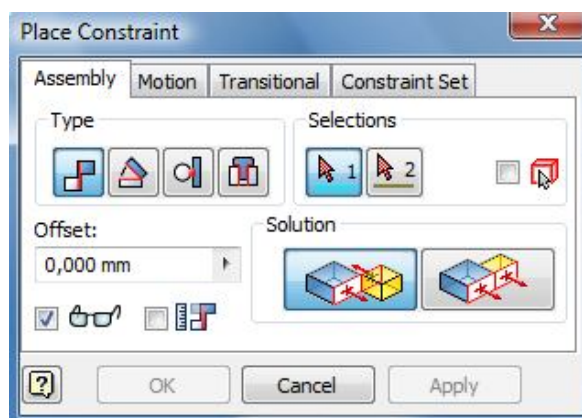 Place Constraint
Assembly Motion Transitional Constraint Set
Type Selections
1 2
Offset: Solution
0,000 mm
OK Cancel Apply